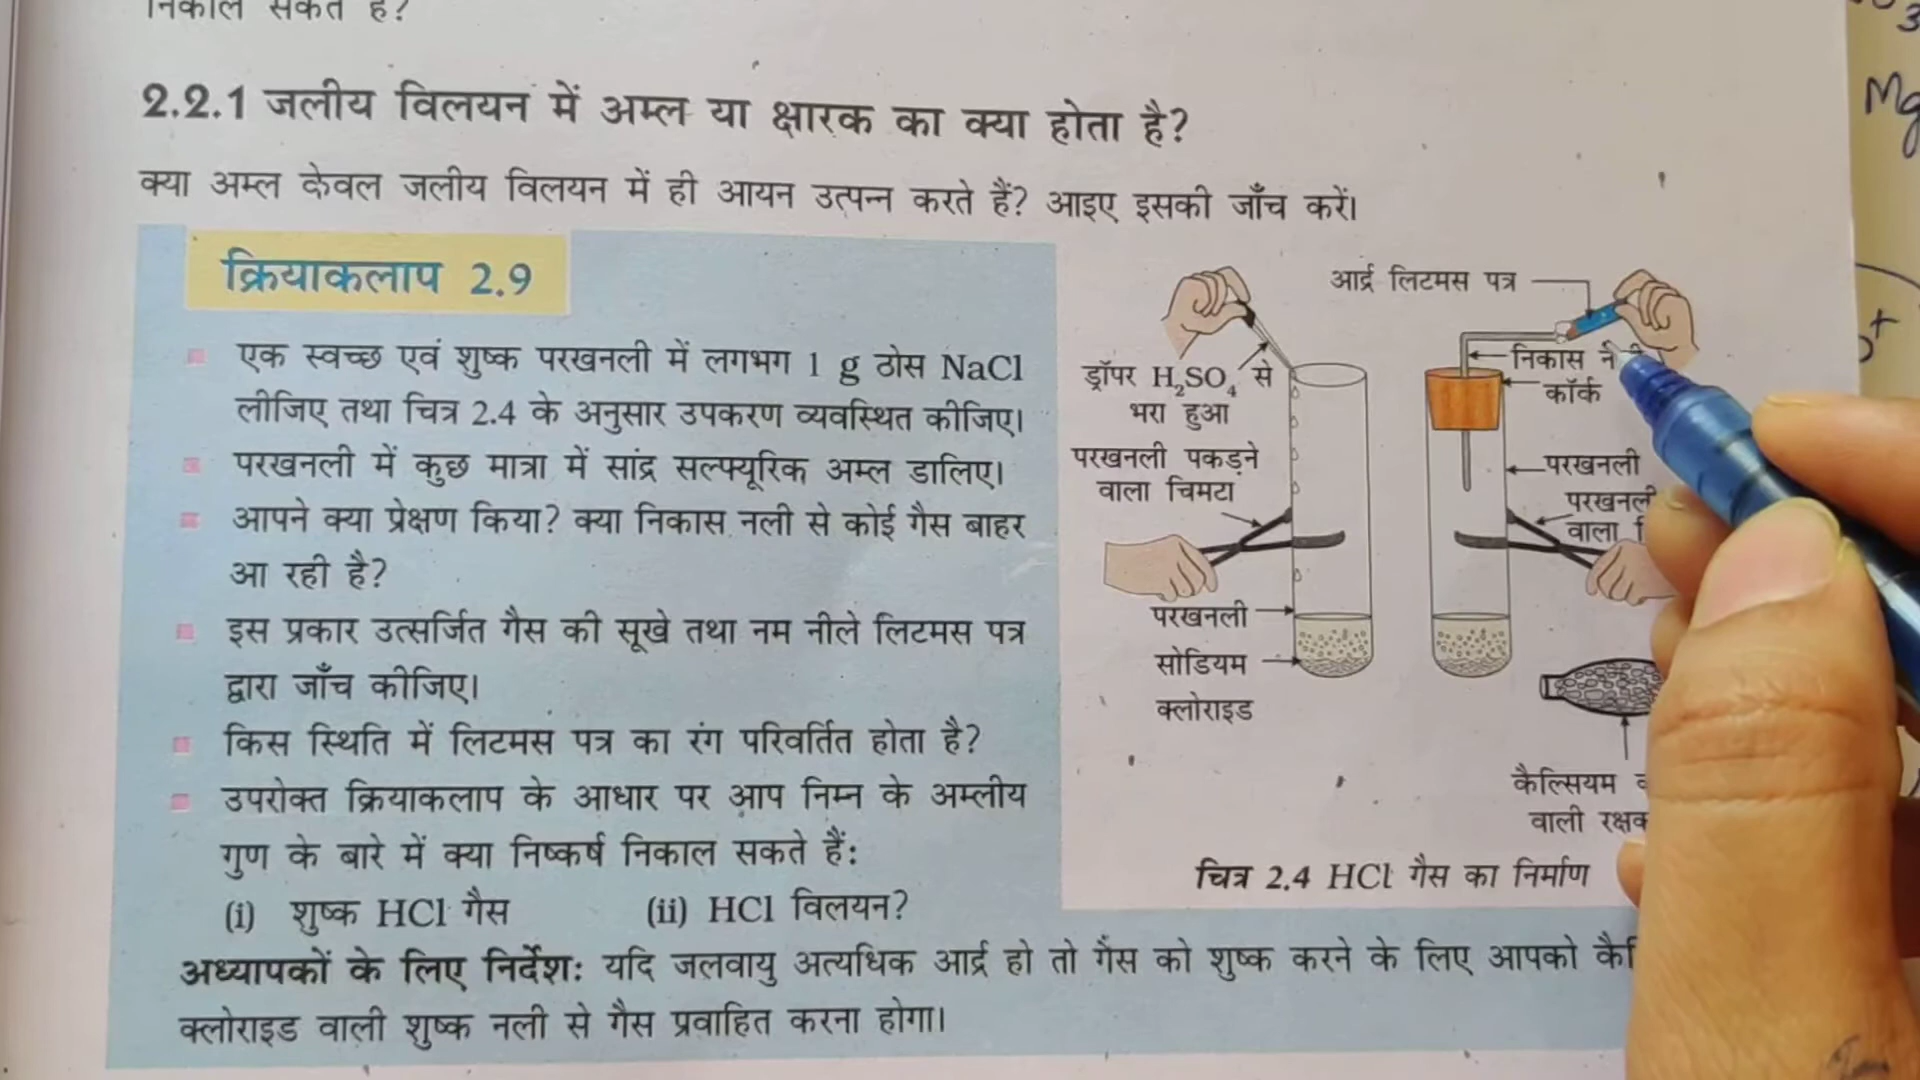 निकाल सकते हैं?
2.2.1 जलीय विलयन में अम्ल या क्षारक का क्या होता है?
क्या अम्ल केवल जलीय विलयन में ही आयन उत्पन्न करते हैं? आइए इसकी जाँच करें।
क्रियाकलाप 2.9
एक स्वच्छ एवं शुष्क परखनली में लगभग 1 g ठोस NaCl
लीजिए तथा चित्र 2.4 के अनुसार उपकरण व्यवस्थित कीजिए।
परखनली में कुछ मात्रा में सांद्र सल्फ्यूरिक अम्ल डालिए।
आपने क्या प्रेक्षण किया? क्या निकास नली से कोई गैस बाहर
आ रही है?
इस प्रकार उत्सर्जित गैस की सूखे तथा नम नीले लिटमस पत्र
द्वारा जाँच कीजिए।
किस स्थिति में लिटमस पत्र का रंग परिवर्तित होता है?
उपरोक्त क्रियाकलाप के आधार पर आप निम्न के अम्लीय
गुण के बारे में क्या निष्कर्ष निकाल सकते हैं:
(i) शुष्क HCl गैस (ii) HCl विलयन?
आर्द्र लिटमस पत्र
निकास
कॉर्क
ड्रॉपर H₂SO₄ से
भरा हुआ
परखनली पकड़ने
वाला चिमटा
परखनली
परखनली
वाला
परखनली
सोडियम
क्लोराइड
कैल्सियम
वाली
चित्र 2.4 HCl गैस का निर्माण
अध्यापकों के लिए निर्देश: यदि जलवायु अत्यधिक आर्द्र हो तो गैस को शुष्क करने के लिए आपको
क्लोराइड वाली शुष्क नली से गैस प्रवाहित करना होगा।
Mg